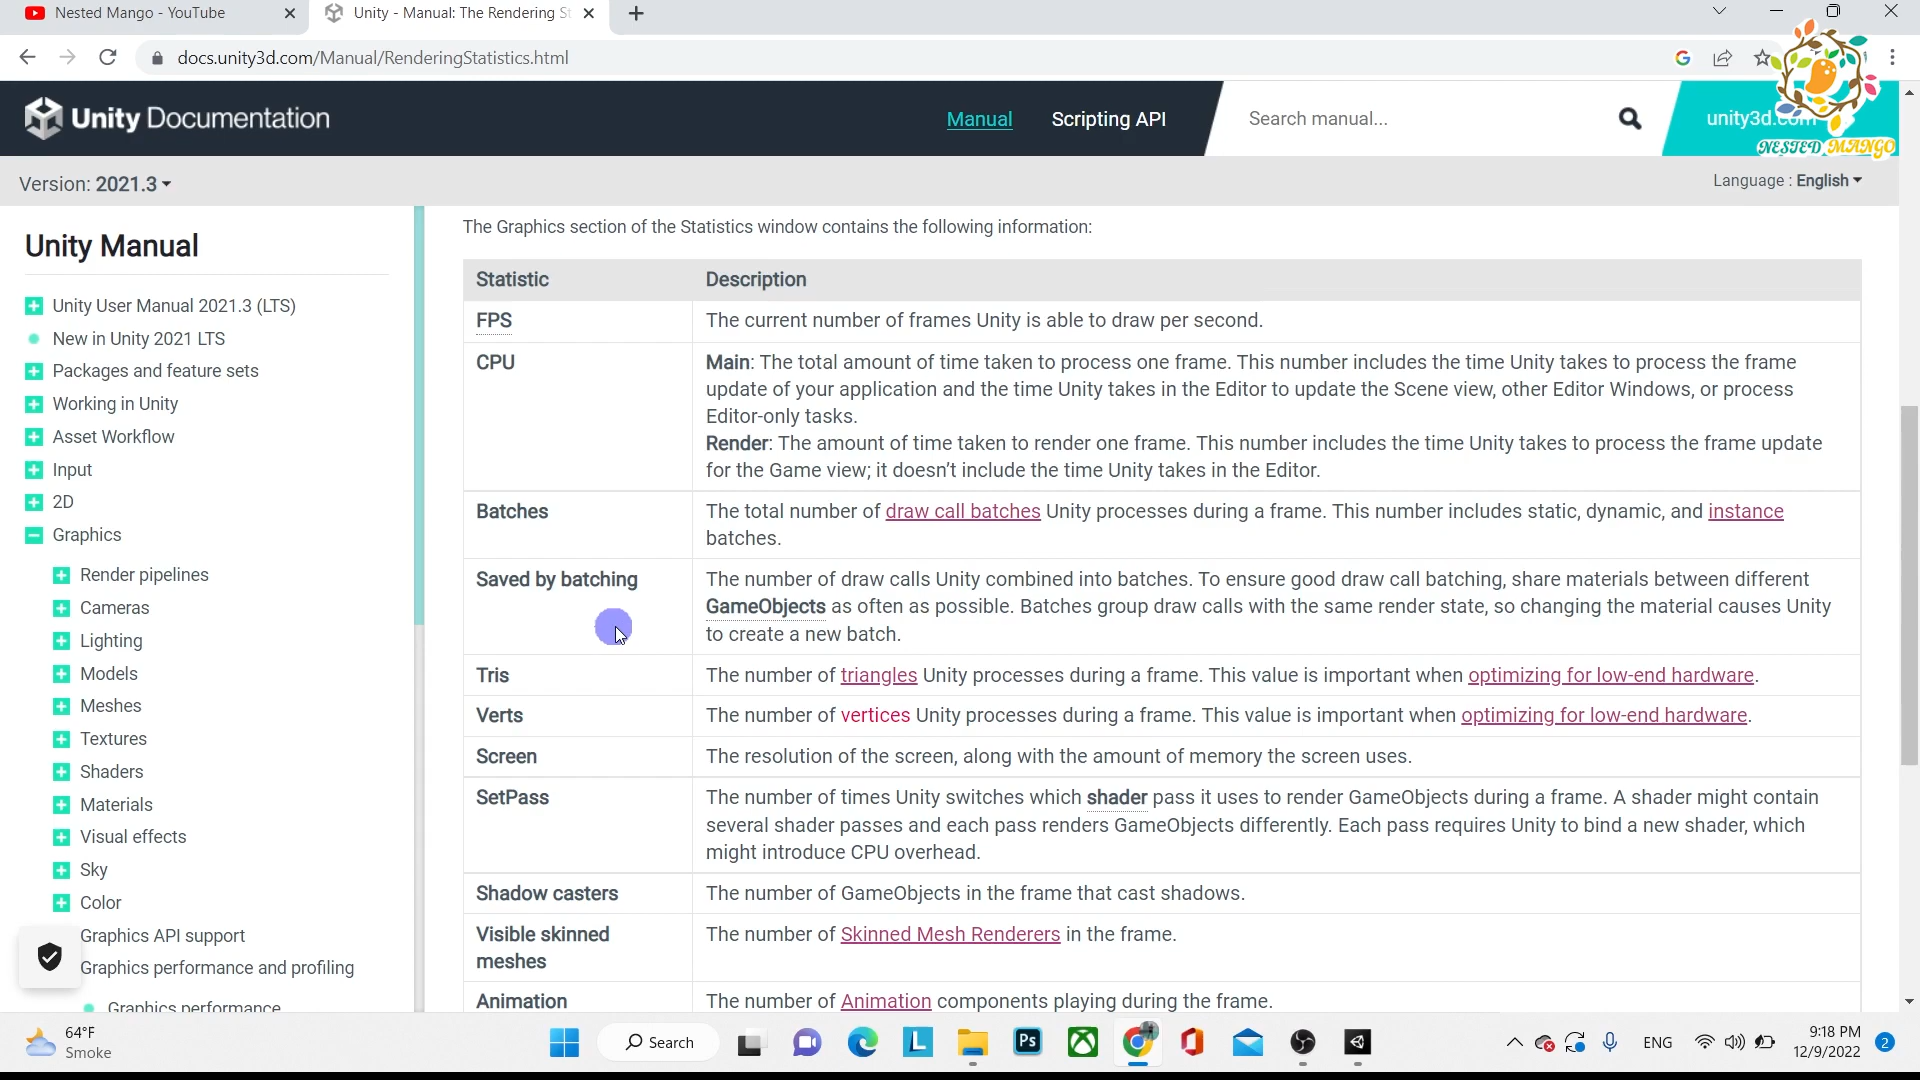 Nested Mango - YouTube
Unity - Manual: The Rendering St
docs.unity3d.com/Manual/RenderingStatistics.html
Unity Documentation
Manual
Scripting API
Search manual...
unity3d.com
NESTED MANGO
Version: 2021.3
Language : English
Unity Manual
Unity User Manual 2021.3 (LTS)
New in Unity 2021 LTS
Packages and feature sets
Working in Unity
Asset Workflow
Input
2D
Graphics
Render pipelines
Cameras
Lighting
Models
Meshes
Textures
Shaders
Materials
Visual effects
Sky
Color
Graphics API support
Graphics performance and profiling
Graphics performance
The Graphics section of the Statistics window contains the following information:
Statistic Description
FPS The current number of frames Unity is able to draw per second.
CPU Main: The total amount of time taken to process one frame. This number includes the time Unity takes to process the frame
update of your application and the time Unity takes in the Editor to update the Scene view, other Editor Windows, or process
Editor-only tasks.
Render: The amount of time taken to render one frame. This number includes the time Unity takes to process the frame update
for the Game view; it doesn't include the time Unity takes in the Editor.
Batches The total number of draw call batches Unity processes during a frame. This number includes static, dynamic, and instance
batches.
Saved by batching The number of draw calls Unity combined into batches. To ensure good draw call batching, share materials between different
GameObjects as often as possible. Batches group draw calls with the same render state, so changing the material causes Unity
to create a new batch.
Tris The number of triangles Unity processes during a frame. This value is important when optimizing for low-end hardware.
Verts The number of vertices Unity processes during a frame. This value is important when optimizing for low-end hardware.
Screen The resolution of the screen, along with the amount of memory the screen uses.
SetPass The number of times Unity switches which shader pass it uses to render GameObjects during a frame. A shader might contain
several shader passes and each pass renders GameObjects differently. Each pass requires Unity to bind a new shader, which
might introduce CPU overhead.
Shadow casters The number of GameObjects in the frame that cast shadows.
Visible skinned The number of Skinned Mesh Renderers in the frame.
meshes
Animation The number of Animation components playing during the frame.
64°F
Smoke
Search
L
Ps
ENG
9:18 PM
12/9/2022
2